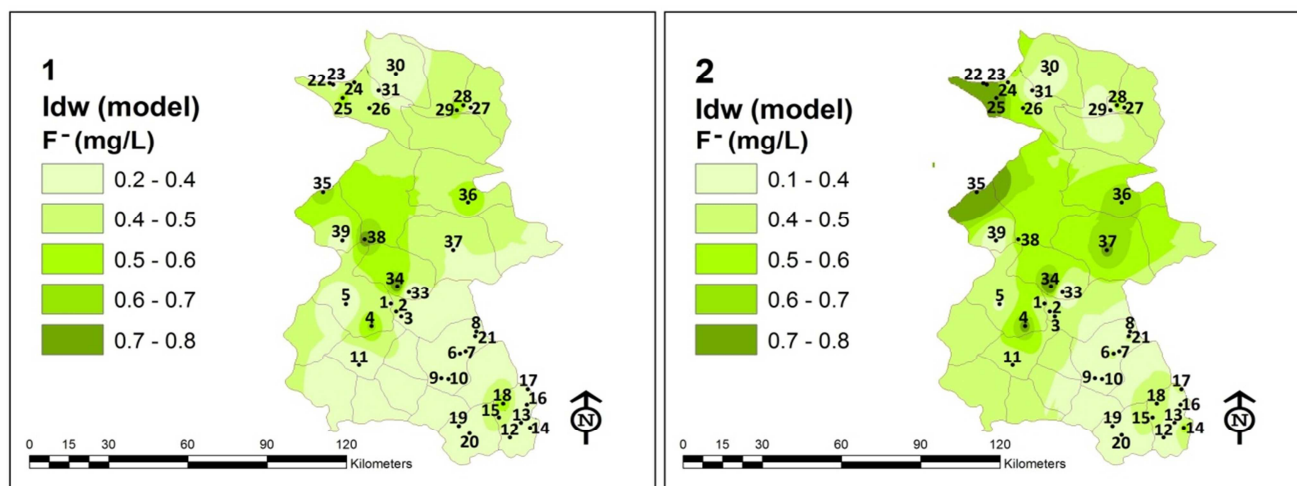 1
Idw (model)
F⁻ (mg/L)
0.2 - 0.4
0.4 - 0.5
0.5 - 0.6
0.6 - 0.7
0.7 - 0.8
30
22 23
24 31
25 26
28
29 27
35
36
39 38
37
34
33
5 1 2
4 3
8
21
11 6 7
9 10
17
18 16
15 13
19 12 14
20
N
0 30 60 90 120
Kilometers
2
Idw (model)
F⁻ (mg/L)
0.1 - 0.4
0.4 - 0.5
0.5 - 0.6
0.6 - 0.7
0.7 - 0.8
30
22 23
24 31
25 26
28
29 27
35
36
39 38
37
34
33
5 1 2
4 3
8
21
11 6 7
9 10
17
18 16
15 13
19 12 14
20
N
0 30 60 90 120
Kilometers